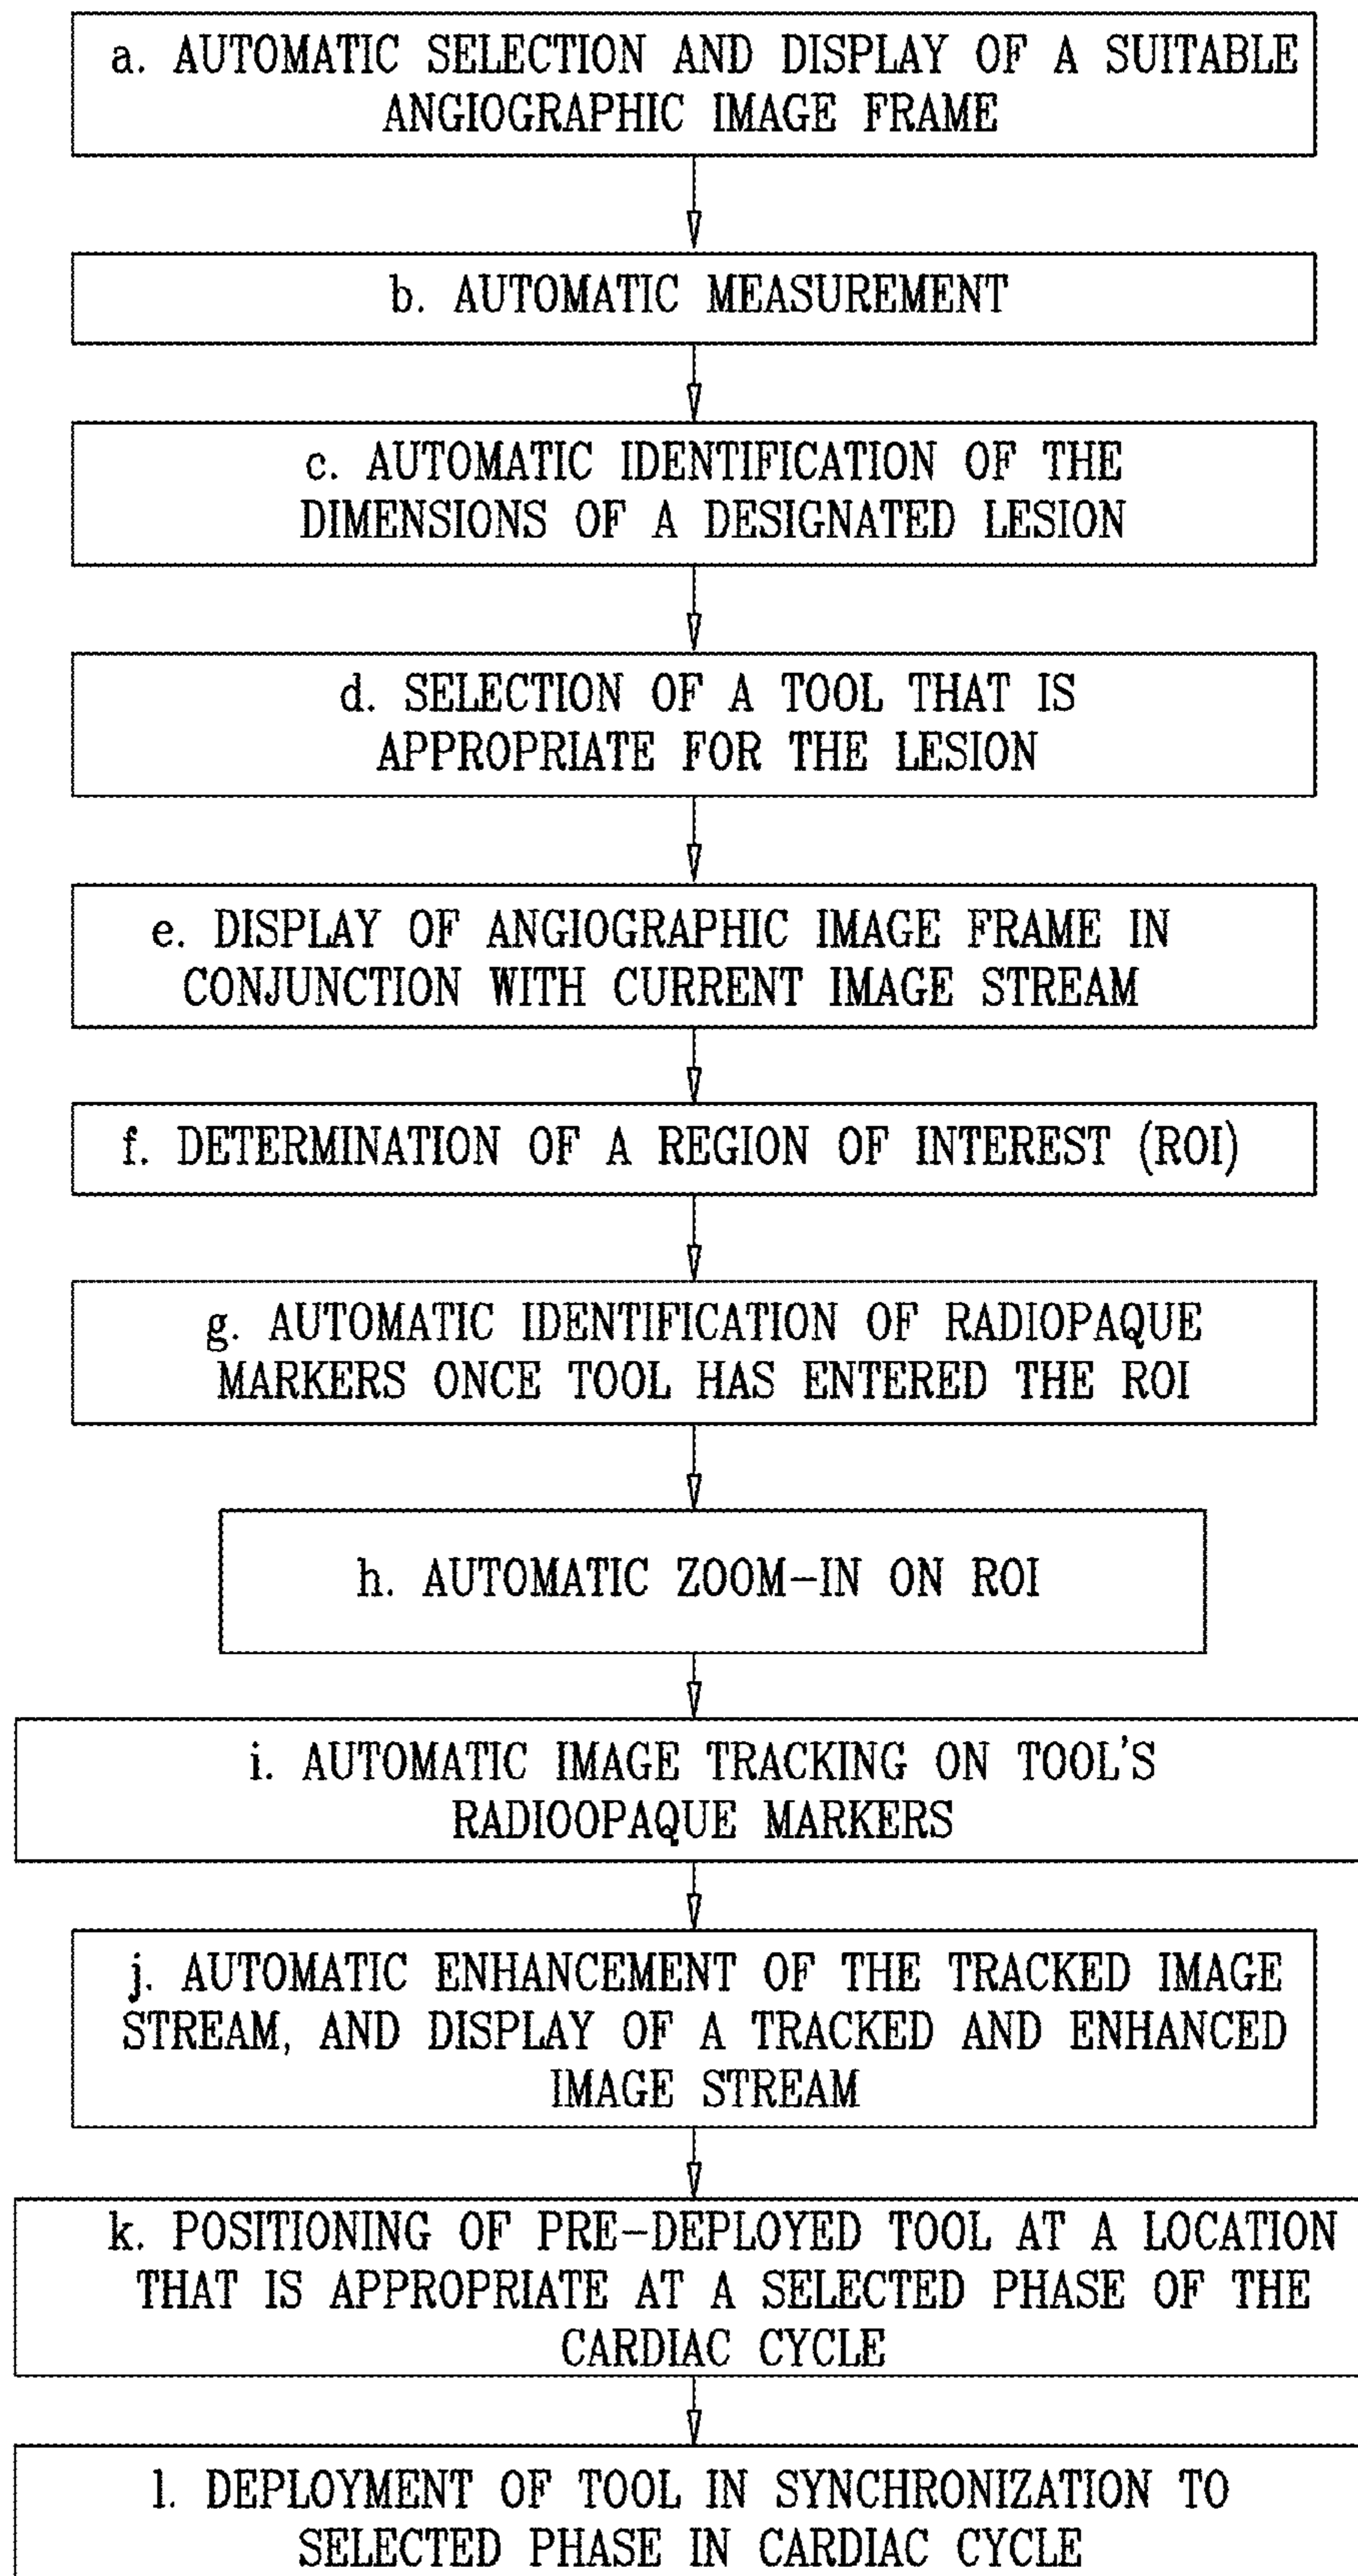 a. AUTOMATIC SELECTION AND DISPLAY OF A SUITABLE
ANGIOGRAPHIC IMAGE FRAME
b. AUTOMATIC MEASUREMENT
c. AUTOMATIC IDENTIFICATION OF THE
DIMENSIONS OF A DESIGNATED LESION
d. SELECTION OF A TOOL THAT IS
APPROPRIATE FOR THE LESION
e. DISPLAY OF ANGIOGRAPHIC IMAGE FRAME IN
CONJUNCTION WITH CURRENT IMAGE STREAM
f. DETERMINATION OF A REGION OF INTEREST (ROI)
g. AUTOMATIC IDENTIFICATION OF RADIOPAQUE
MARKERS ONCE TOOL HAS ENTERED THE ROI
h. AUTOMATIC ZOOM-IN ON ROI
i. AUTOMATIC IMAGE TRACKING ON TOOL'S
RADIOOPAQUE MARKERS
j. AUTOMATIC ENHANCEMENT OF THE TRACKED IMAGE
STREAM, AND DISPLAY OF A TRACKED AND ENHANCED
IMAGE STREAM
k. POSITIONING OF PRE-DEPLOYED TOOL AT A LOCATION
THAT IS APPROPRIATE AT A SELECTED PHASE OF THE
CARDIAC CYCLE
l. DEPLOYMENT OF TOOL IN SYNCHRONIZATION TO
SELECTED PHASE IN CARDIAC CYCLE